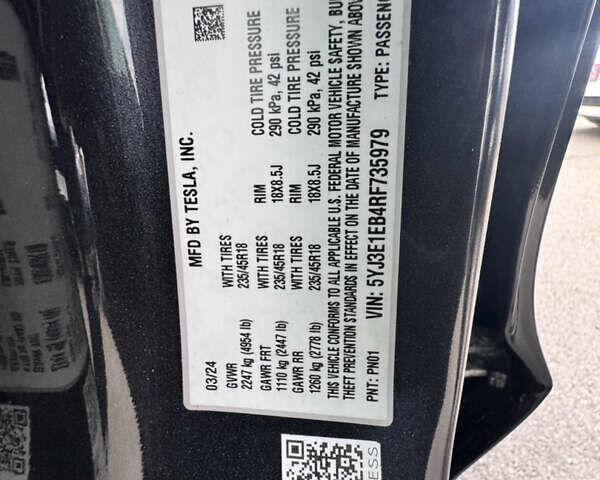 MFD BY TESLA, INC.
03/24
GVWR
2247 kg (4954 lb)
GAWR FRT WITH TIRES RIM COLD TIRE PRESSURE
1110 kg (2447 lb) 235/45R18 18X8.5J 290 kPa, 42 psi
GAWR RR WITH TIRES RIM COLD TIRE PRESSURE
1260 kg (2778 lb) 235/45R18 18X8.5J 290 kPa, 42 psi
THIS VEHICLE CONFORMS TO ALL APPLICABLE U.S. FEDERAL MOTOR VEHICLE SAFETY, BU
THEFT PREVENTION STANDARDS IN EFFECT ON THE DATE OF MANUFACTURE SHOWN ABOV
VIN: 5YJ3E1EB4RF735979 TYPE: PASSENG
PNT: PN01
ESS